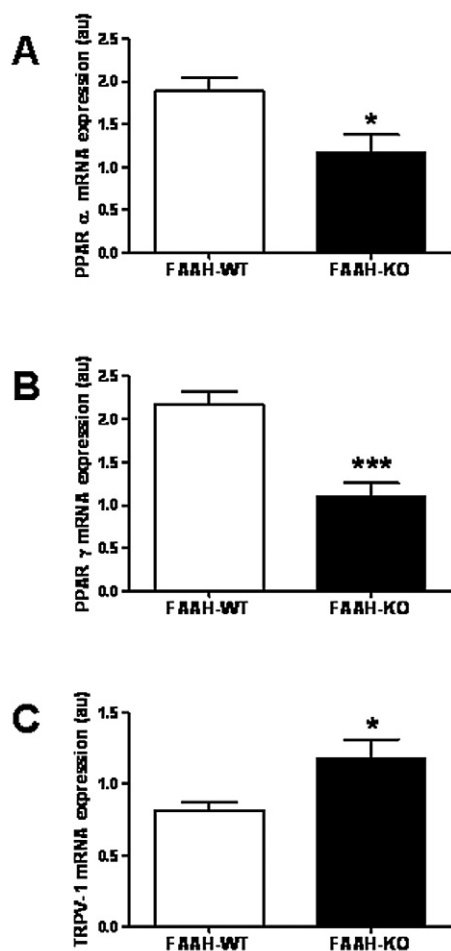 A
PPAR α mRNA expression (au)
2.5
2.0
1.5
1.0
0.5
0.0
*
FAAH-WT FAAH-KO
B
PPAR γ mRNA expression (au)
2.5
2.0
1.5
1.0
0.5
0.0
***
FAAH-WT FAAH-KO
C
TRPV-1 mRNA expression (au)
1.5
1.0
0.5
0.0
*
FAAH-WT FAAH-KO